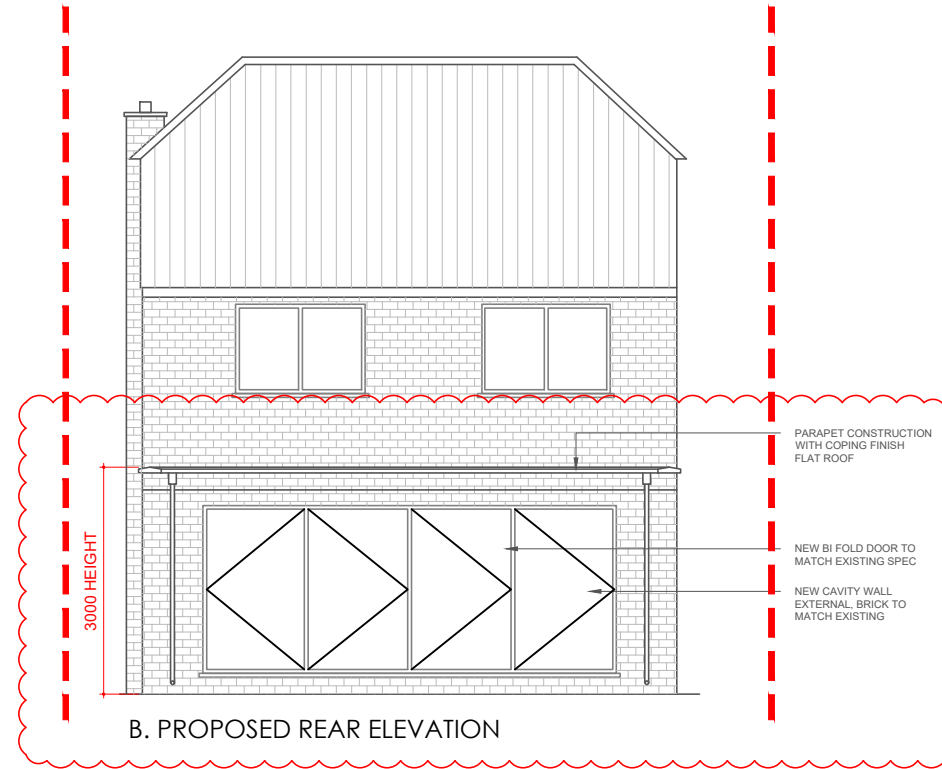 PARAPET CONSTRUCTION
WITH COPING FINISH
FLAT ROOF
3000 HEIGHT
NEW BI FOLD DOOR TO
MATCH EXISTING SPEC
NEW CAVITY WALL
EXTERNAL, BRICK TO
MATCH EXISTING
B. PROPOSED REAR ELEVATION